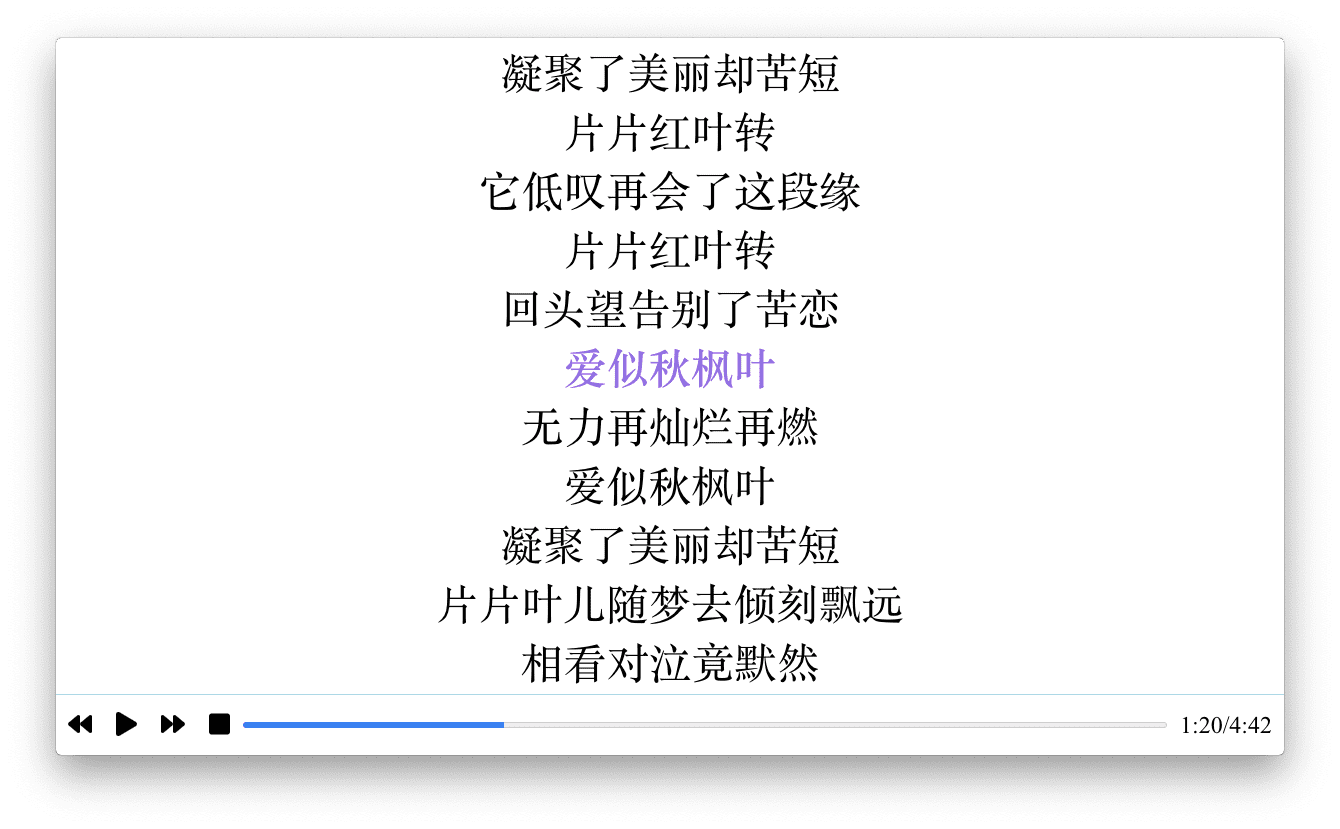 凝聚了美丽却苦短
片片红叶转
它低叹再会了这段缘
片片红叶转
回头望告别了苦恋
爱似秋枫叶
无力再灿烂再燃
爱似秋枫叶
凝聚了美丽却苦短
片片叶儿随梦去倾刻飘远
相看对泣竟默然
1:20/4:42